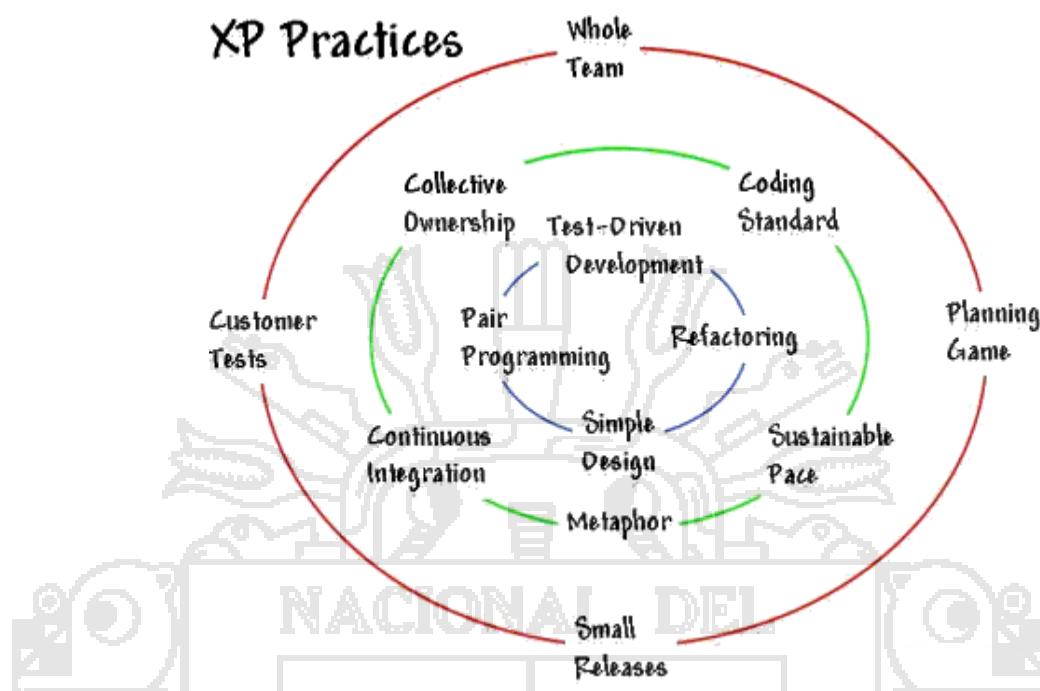 XP Practices
Whole
Team
Collective
Ownership
Coding
Standard
Test-Driven
Development
Customer
Tests
Pair
Programming
Refactoring
Planning
Game
Continuous
Integration
Simple
Design
Sustainable
Pace
Metaphor
Small
Releases
NACIONAL DEL